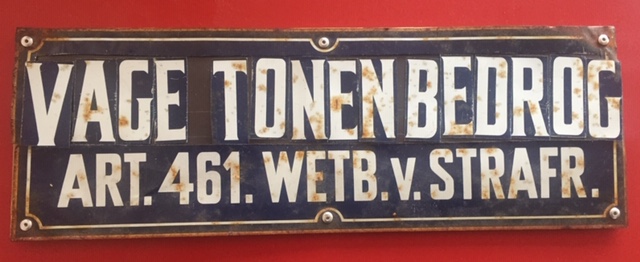 VAGE TONEN BEDROG
ART. 461. WETB. v. STRAFR.